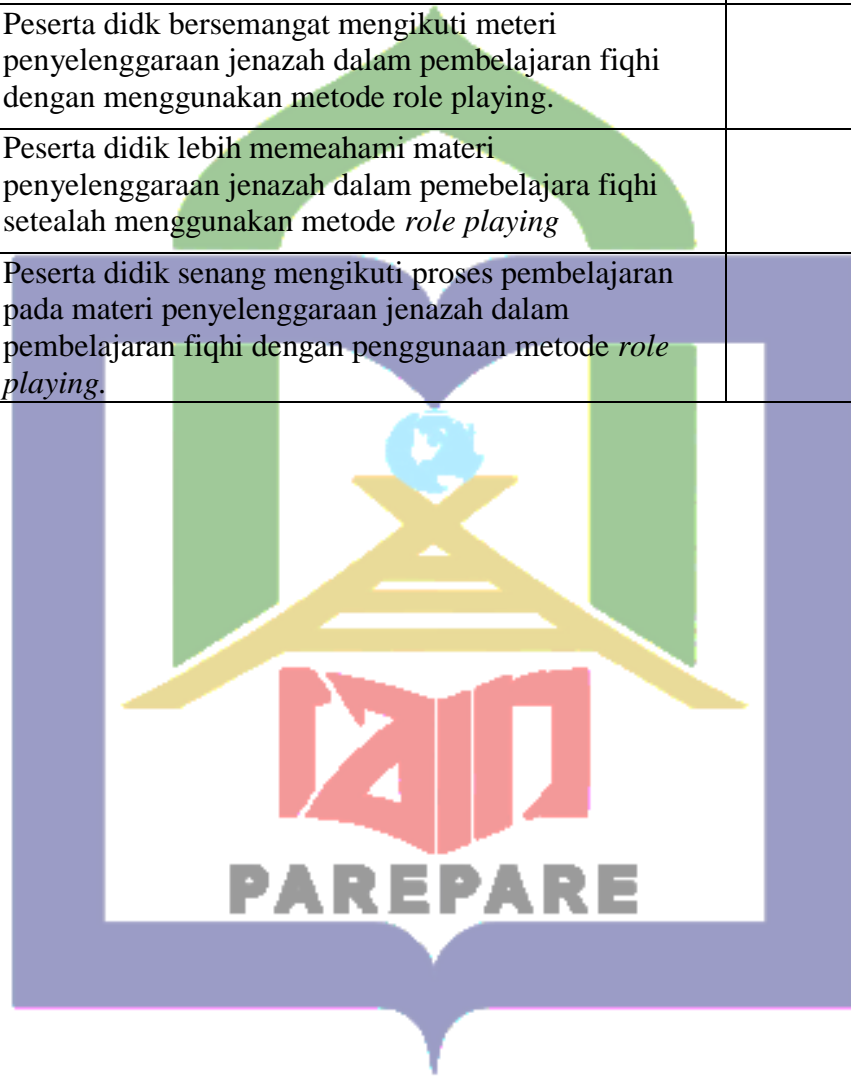 Peserta didk bersemangat mengikuti meteri
penyelenggaraan jenazah dalam pembelajaran fiqhi
dengan menggunakan metode role playing.
Peserta didik lebih memeahami materi
penyelenggaraan jenazah dalam pemebelajara fiqhi
setealah menggunakan metode role playing
Peserta didik senang mengikuti proses pembelajaran
pada materi penyelenggaraan jenazah dalam
pembelajaran fiqhi dengan penggunaan metode role
playing.
iain
PAREPARE